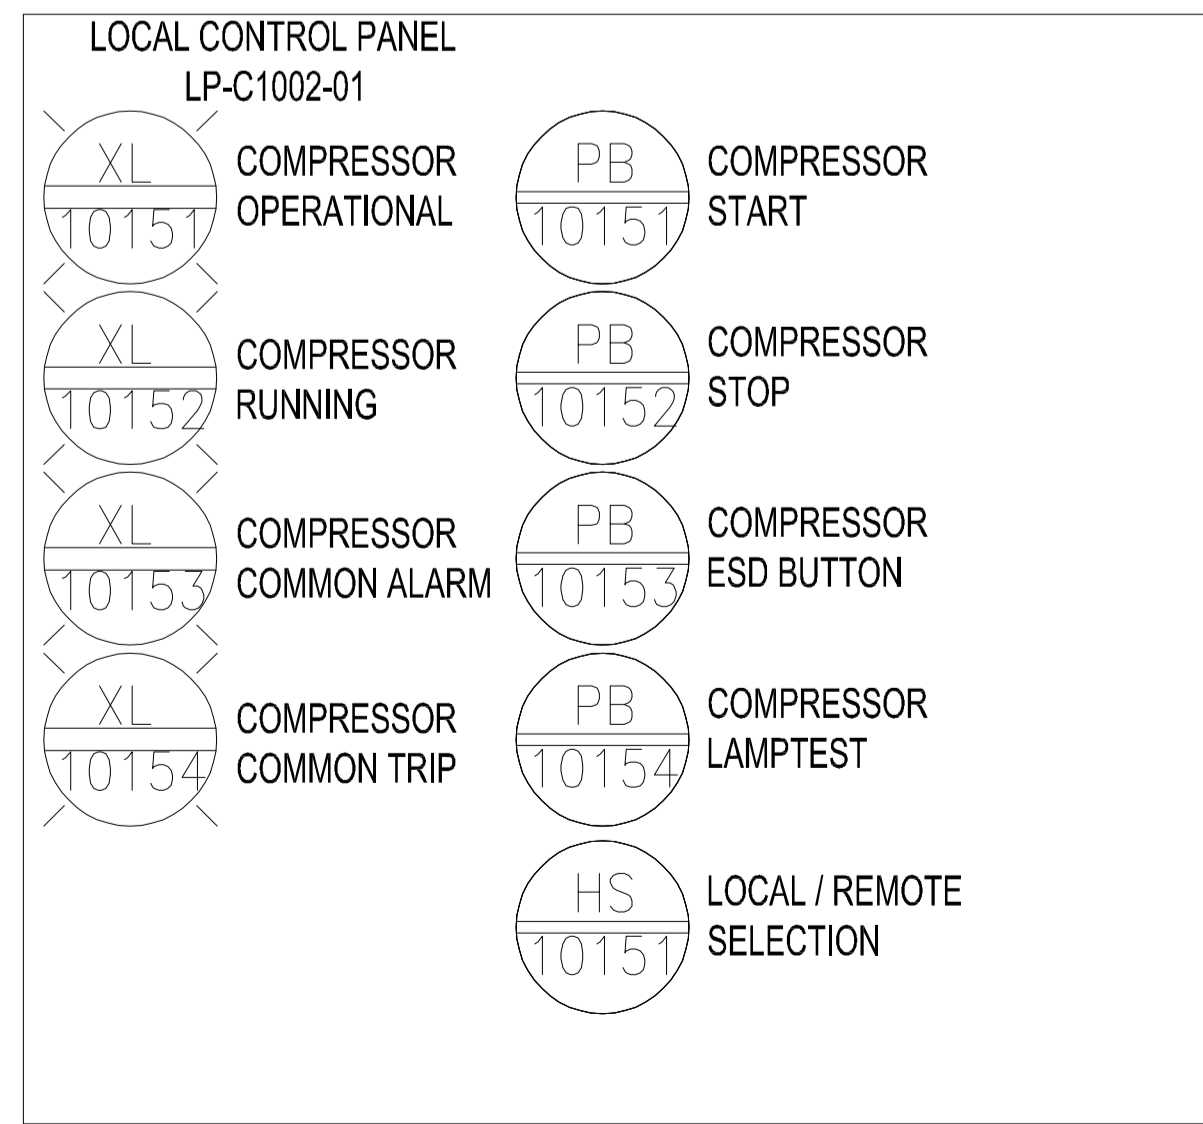 LOCAL CONTROL PANEL
LP-C1002-01
XL
10151
COMPRESSOR
OPERATIONAL
PB
10151
COMPRESSOR
START
XL
10152
COMPRESSOR
RUNNING
PB
10152
COMPRESSOR
STOP
XL
10153
COMPRESSOR
COMMON ALARM
PB
10153
COMPRESSOR
ESD BUTTON
XL
10154
COMPRESSOR
COMMON TRIP
PB
10154
COMPRESSOR
LAMPTEST
HS
10151
LOCAL / REMOTE
SELECTION